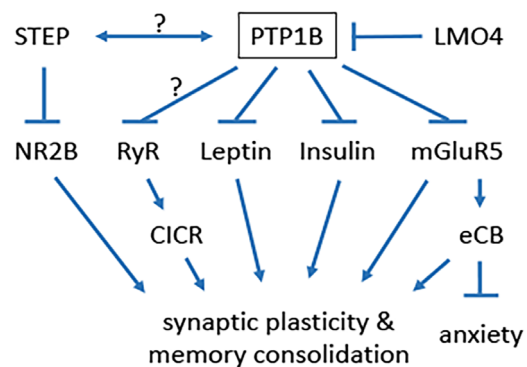 STEP ? PTP1B LMO4
?
NR2B RyR Leptin Insulin mGluR5
CICR eCB
synaptic plasticity &
memory consolidation
anxiety